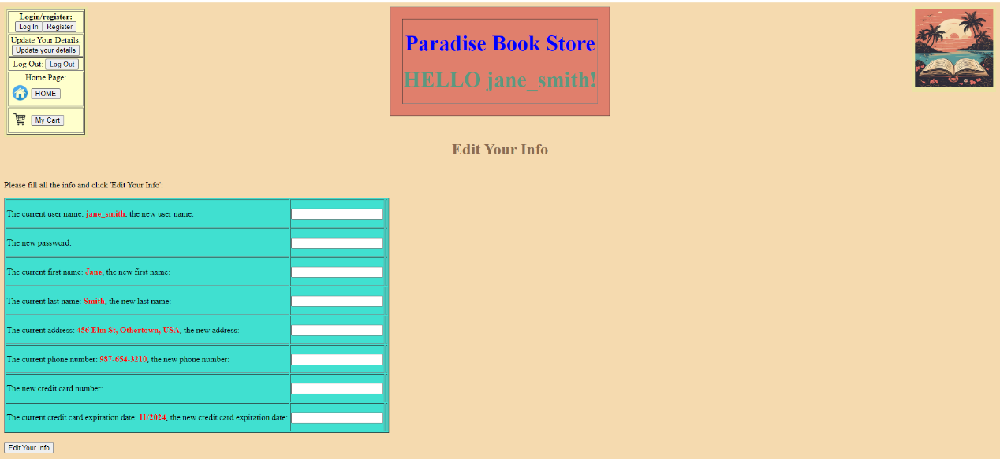 Login/register:
Log In Register
Update Your Details:
Update your details
Log Out: Log Out
Home Page:
HOME
My Cart
Paradise Book Store
HELLO jane_smith!
Edit Your Info
Please fill all the info and click 'Edit Your Info':
The current user name: jane_smith, the new user name:
The new password:
The current first name: Jane, the new first name:
The current last name: Smith, the new last name:
The current address: 456 Elm St, Othertown, USA, the new address:
The current phone number: 987-654-3210, the new phone number:
The new credit card number:
The current credit card expiration date: 11/2024, the new credit card expiration date:
Edit Your Info